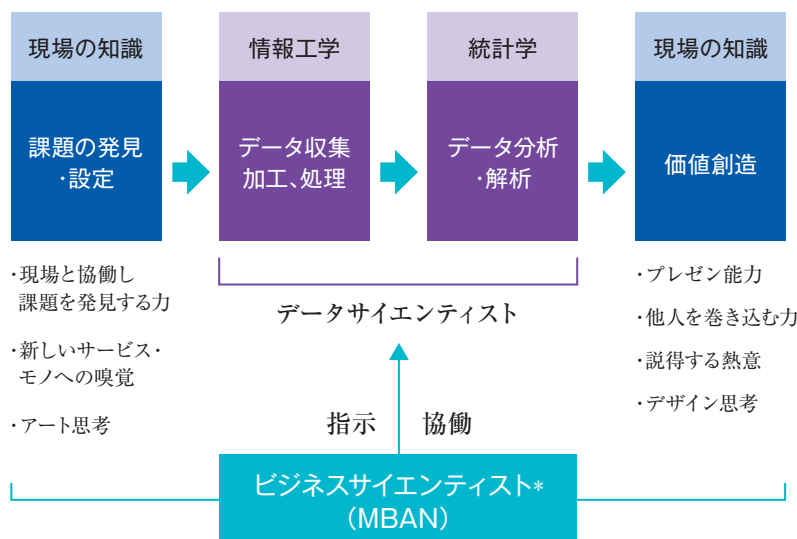 現場の知識
課題の発見
・設定
情報工学
データ収集
加工、処理
統計学
データ分析
・解析
現場の知識
価値創造
・現場と協働し
課題を発見する力
・新しいサービス・
モノへの嗅覚
・アート思考
データサイエンティスト
・プレゼン能力
・他人を巻き込む力
・説得する熱意
・デザイン思考
指示 協働
ビジネスサイエンティスト*
(MBAN)